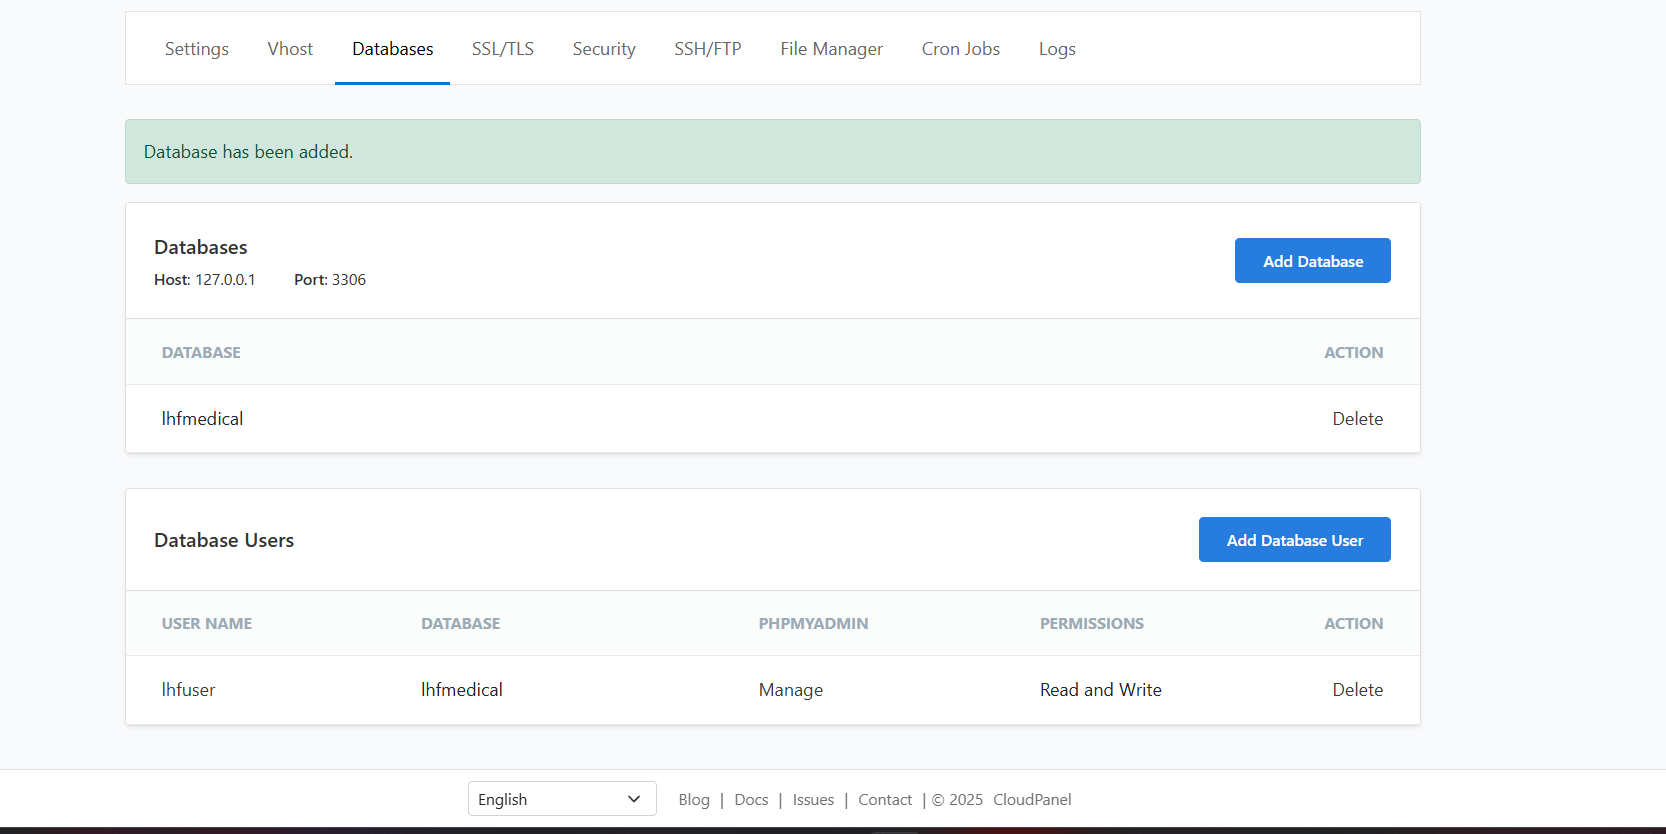 Settings Vhost Databases SSL/TLS Security SSH/FTP File Manager Cron Jobs Logs
Database has been added.
Databases
Add Database
Host: 127.0.0.1 Port: 3306
DATABASE ACTION
lhfmedical Delete
Database Users
Add Database User
USER NAME DATABASE PHPMYADMIN PERMISSIONS ACTION
lhfuser lhfmedical Manage Read and Write Delete
English Blog | Docs | Issues | Contact | © 2025 CloudPanel